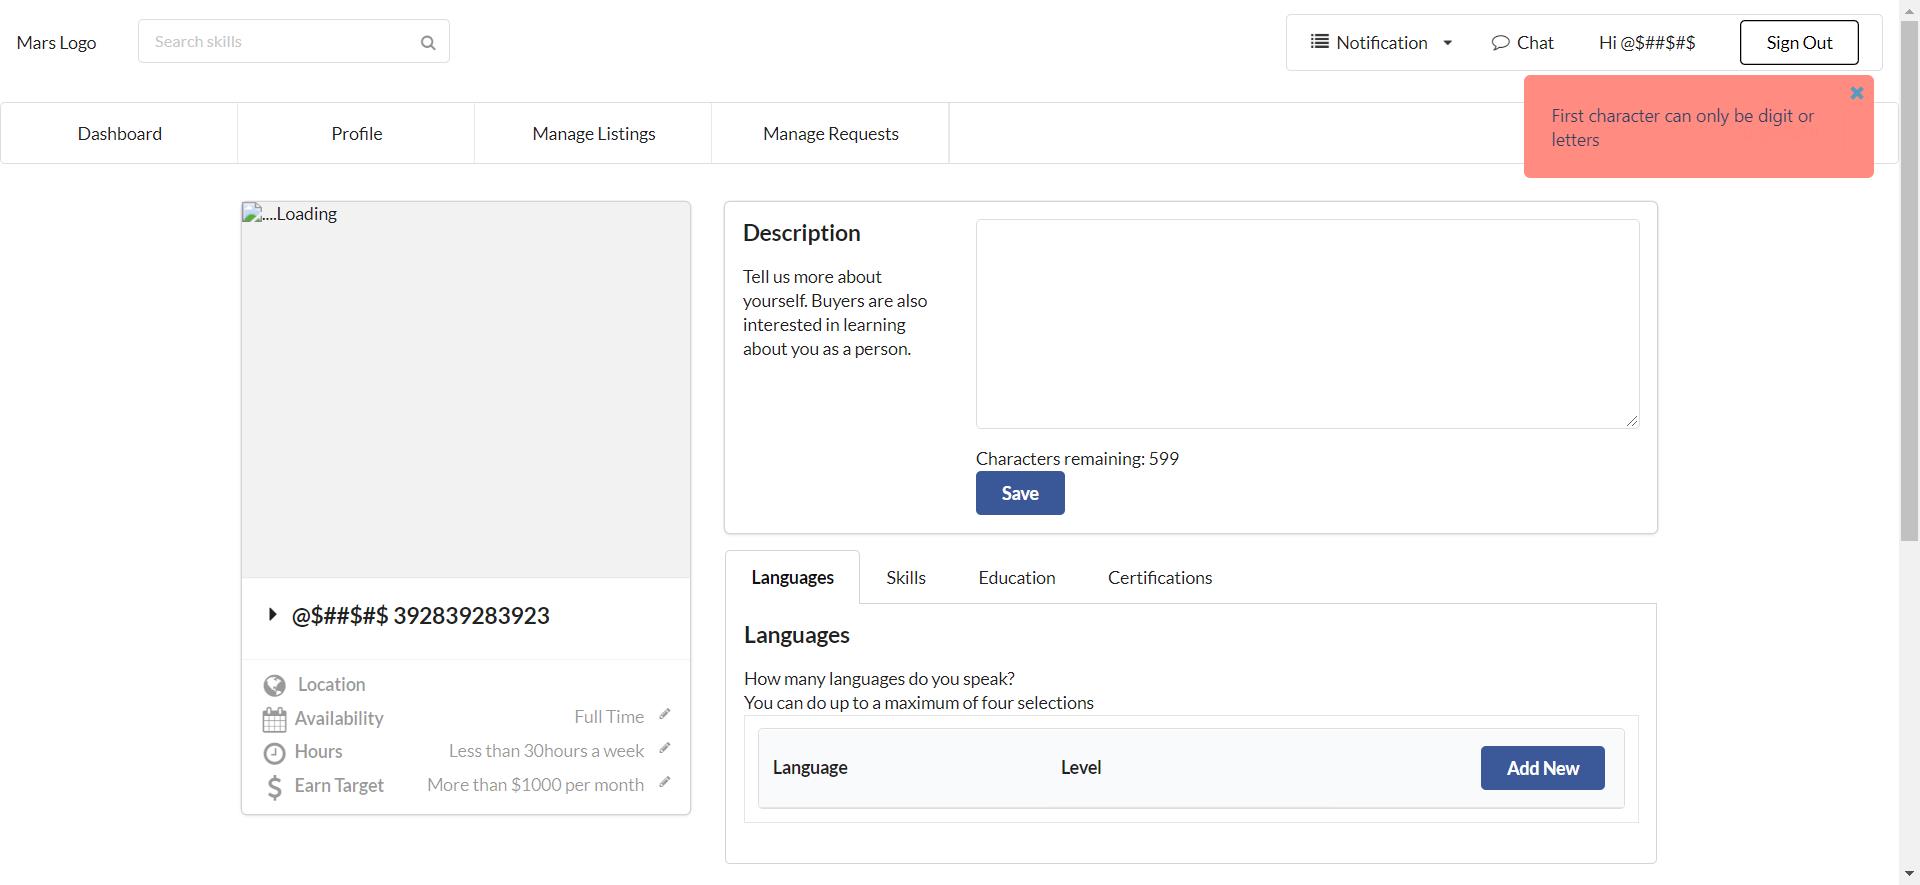 Mars Logo
Search skills
Notification
Chat
Hi @$##$#$
Sign Out
First character can only be digit or
letters
Dashboard
Profile
Manage Listings
Manage Requests
....Loading
@$##$#$ 392839283923
Location
Availability
Full Time
Hours
Less than 30hours a week
Earn Target
More than $1000 per month
Description
Tell us more about
yourself. Buyers are also
interested in learning
about you as a person.
Characters remaining: 599
Save
Languages
Skills
Education
Certifications
Languages
How many languages do you speak?
You can do up to a maximum of four selections
Language
Level
Add New